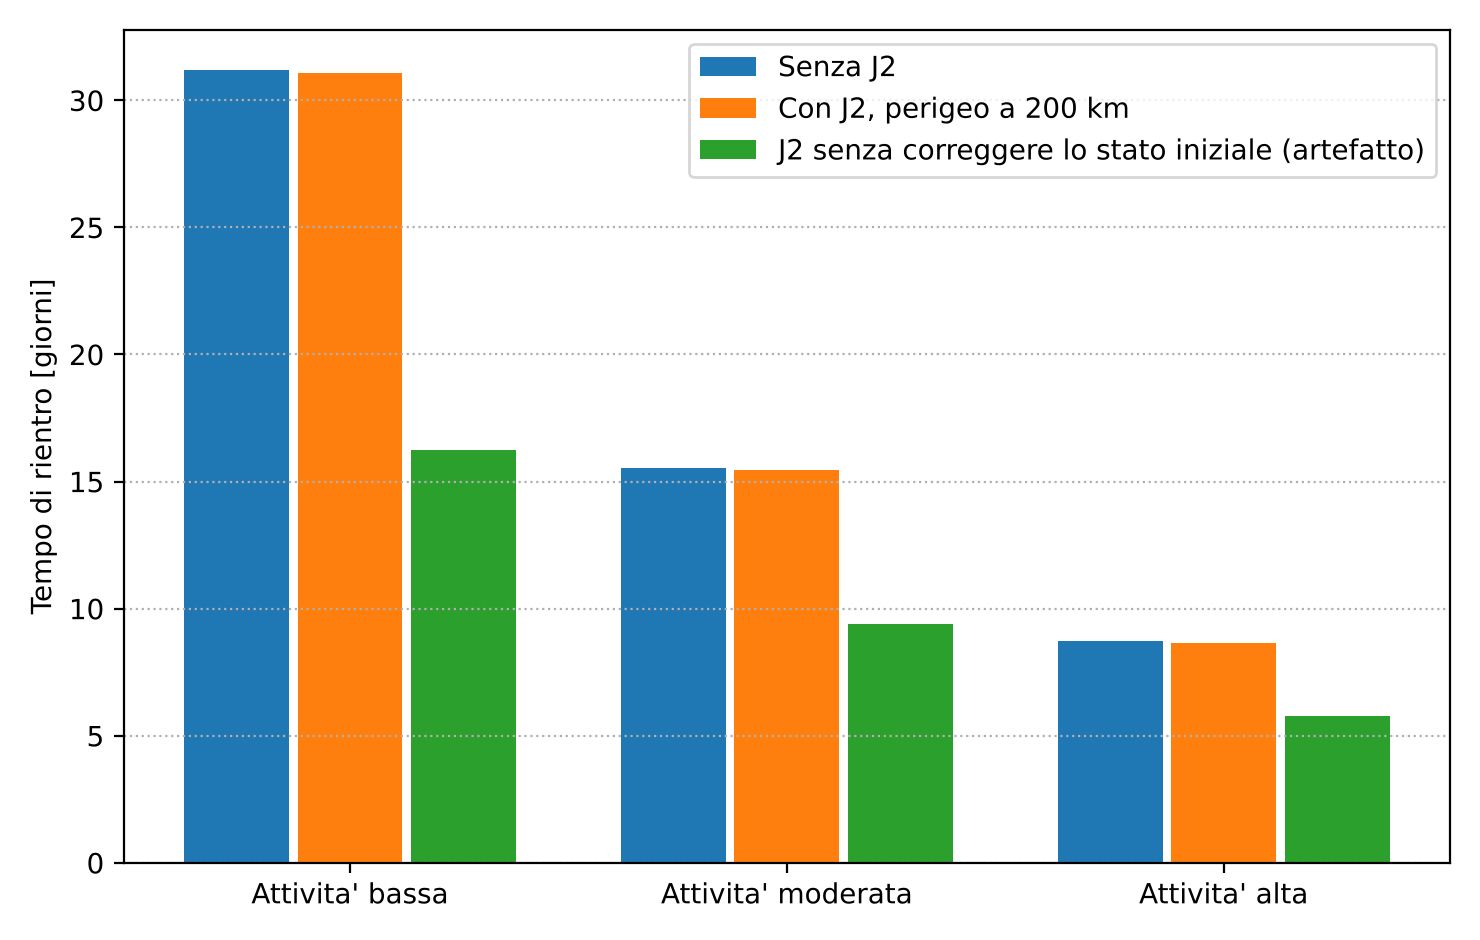 Senza J2
Con J2, perigeo a 200 km
J2 senza correggere lo stato iniziale (artefatto)
Tempo di rientro [giorni]
30
25
20
15
10
5
0
Attivita' bassa
Attivita' moderata
Attivita' alta